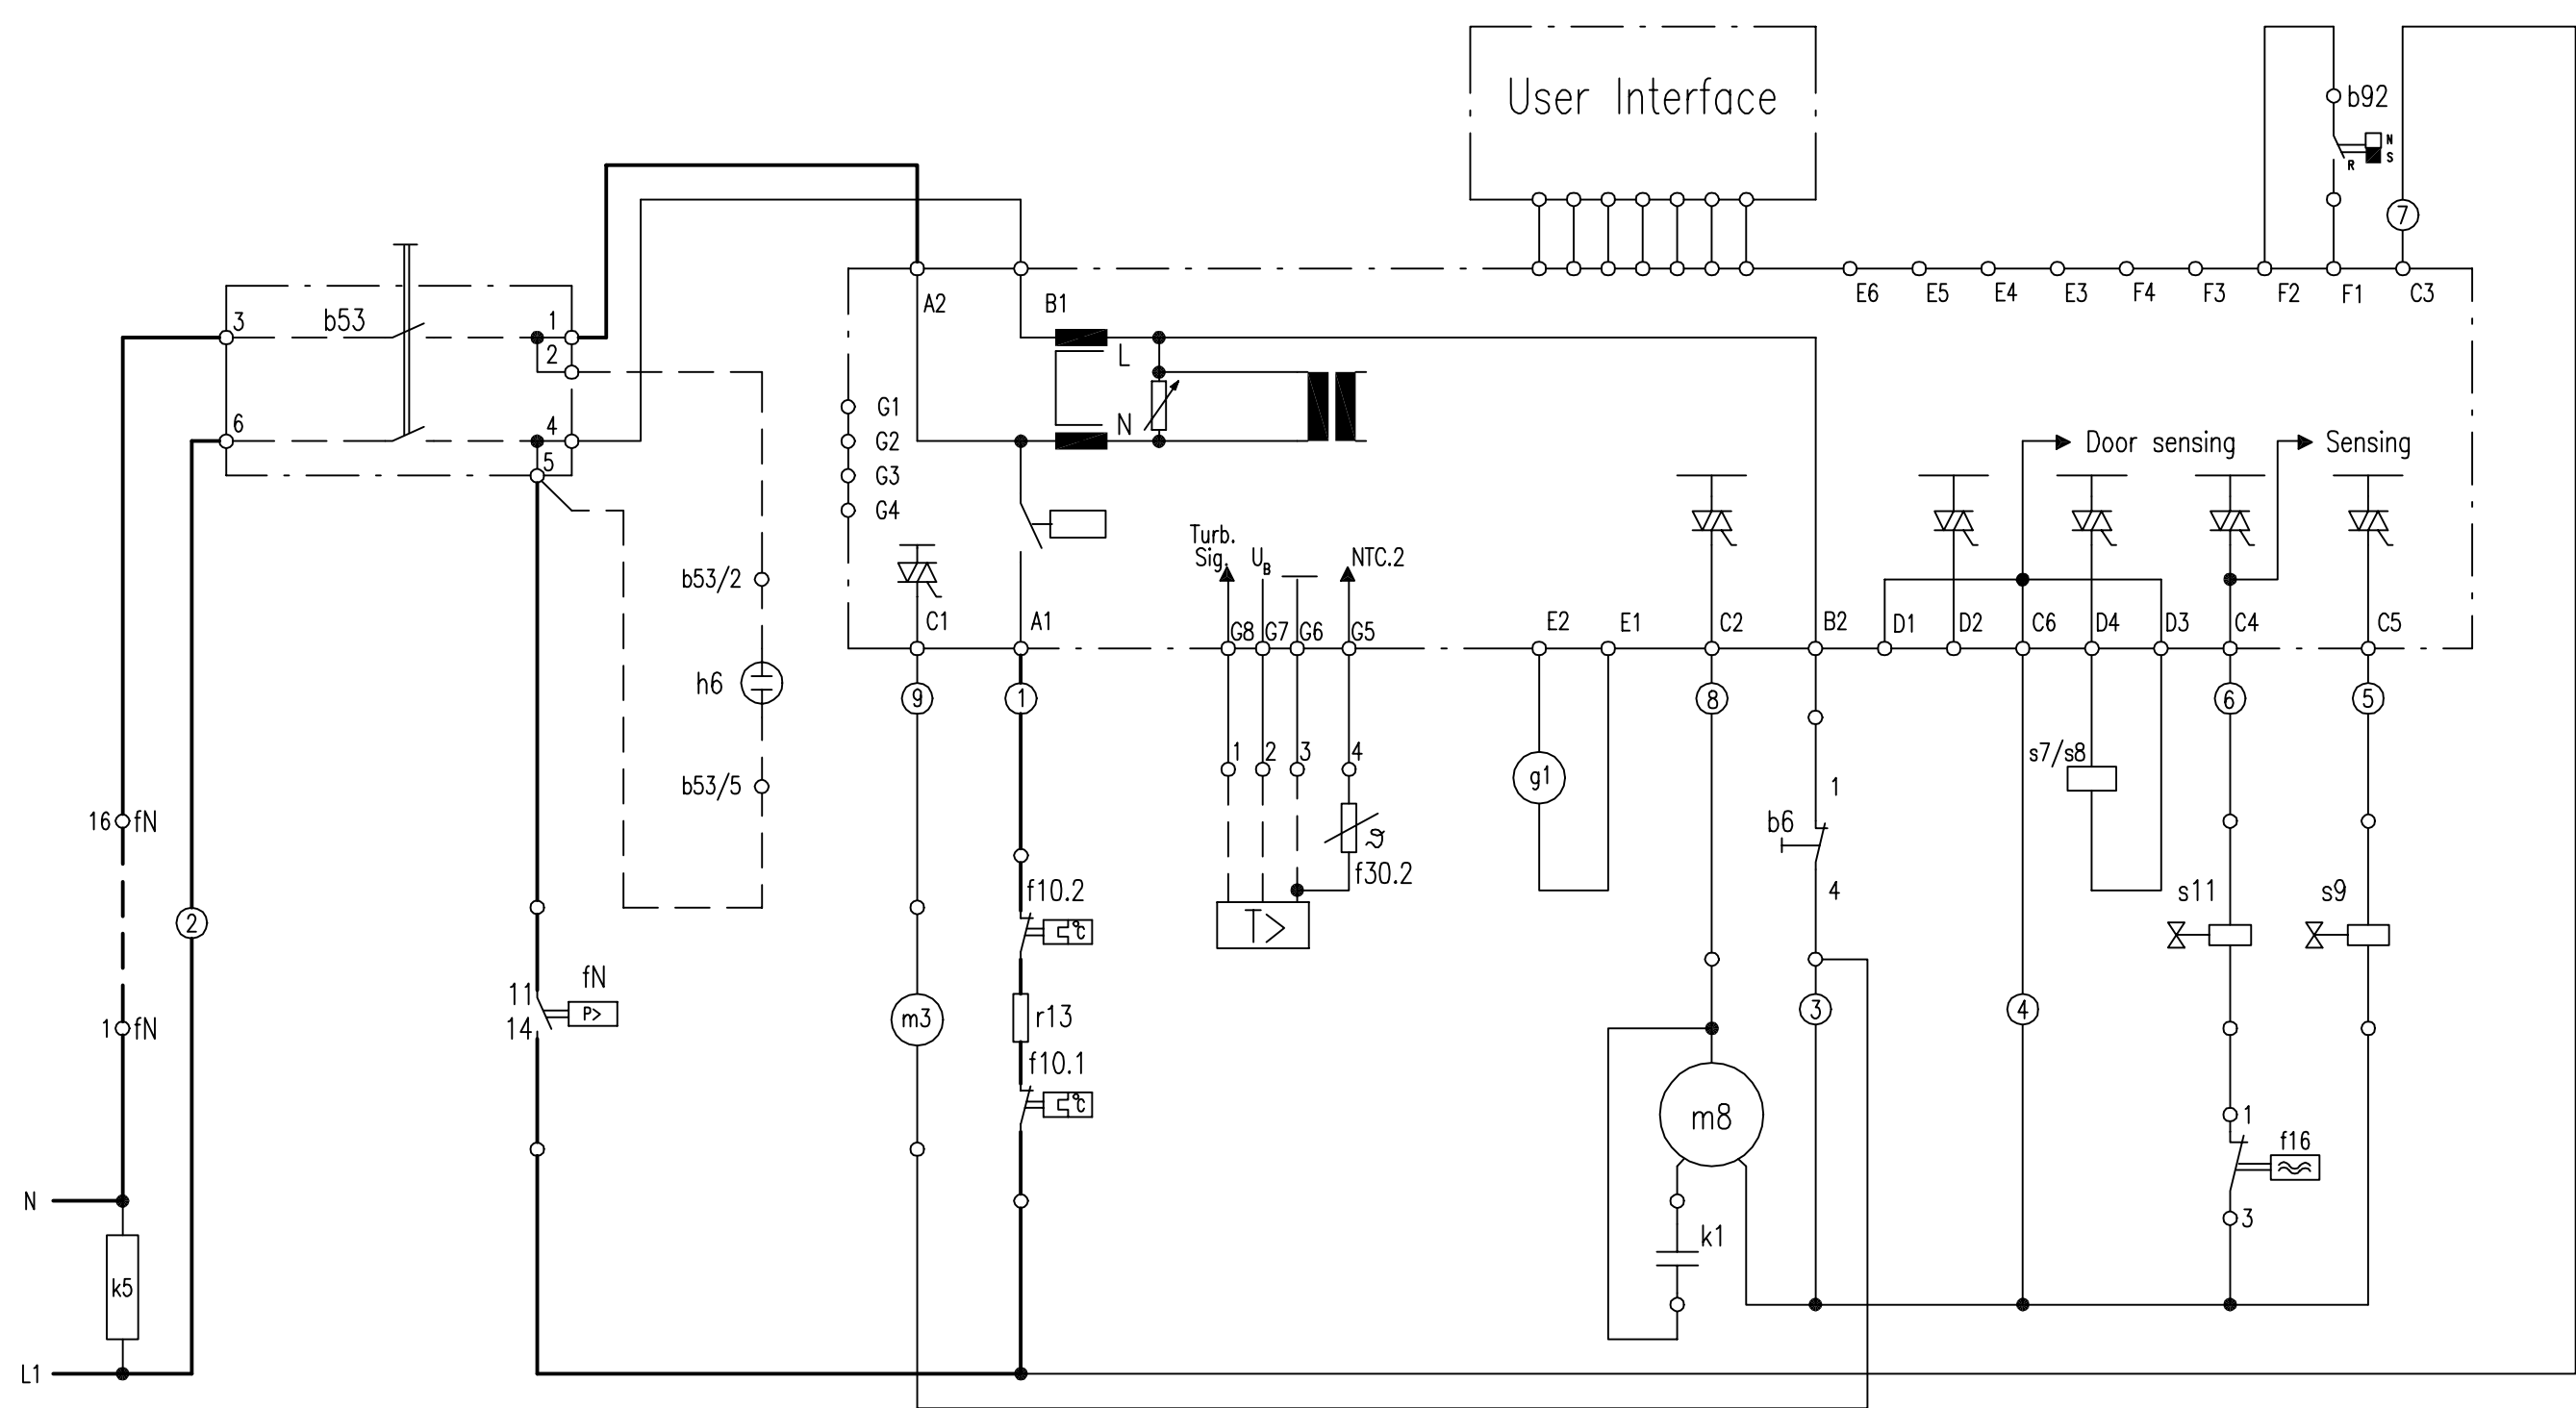 User Interface
b92
N
R
S
7
3
b53
1
2
A2
B1
E6
E5
E4
E3
F4
F3
F2
F1
C3
6
4
5
L
N
G1
G2
G3
G4
Door sensing
Sensing
Turb.
Sig.
UB
NTC.2
b53/2
h6
b53/5
C1
A1
G8
G7
G6
G5
E2
E1
C2
B2
D1
D2
C6
D4
D3
C4
C5
9
1
8
6
5
1
2
3
4
g1
s7/s8
1
b6
4
16
fN
ϑ
f30.2
f10.2
°C
T>
s11
s9
2
11
fN
P>
14
1
fN
m3
r13
3
4
f10.1
°C
m8
1
f16
N
k1
3
k5
L1